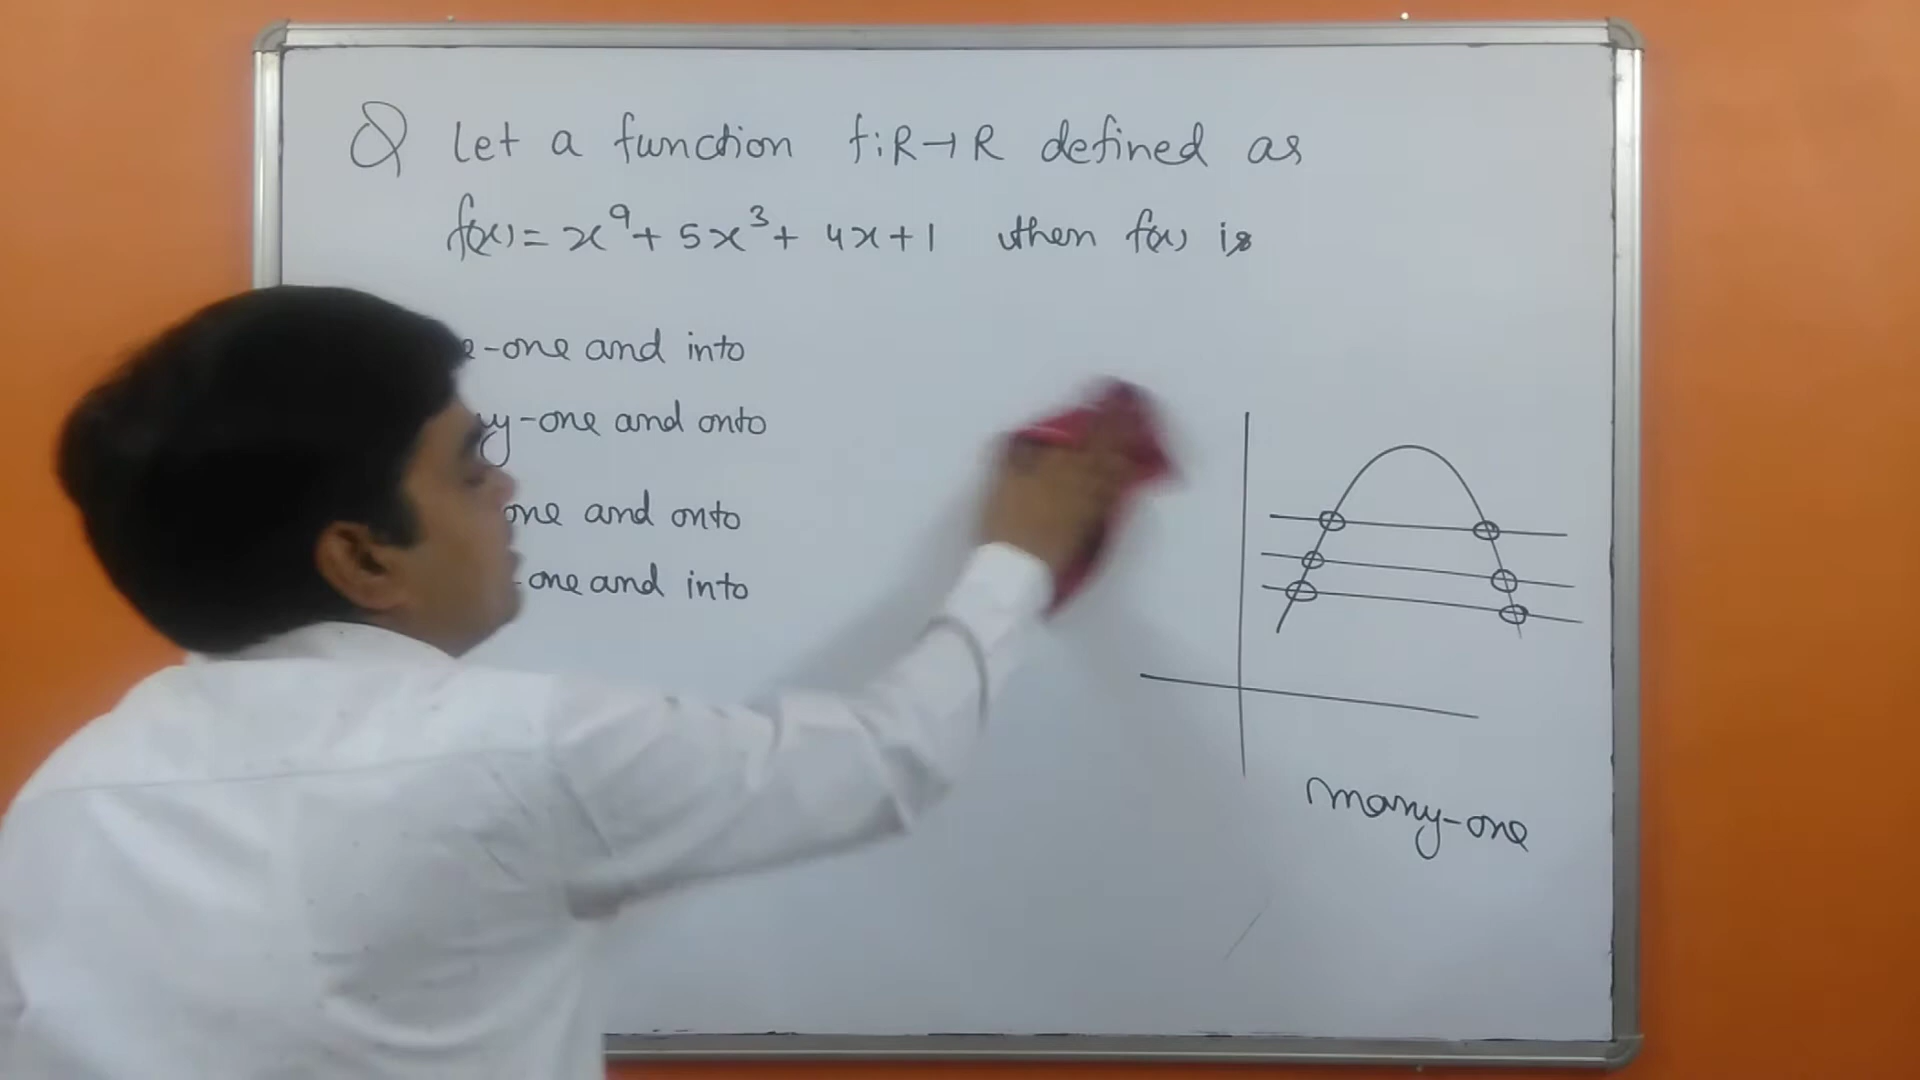 Q Let a function f:R→R defined as
f(x) = x⁹ + 5x³ + 4x + 1 then f(x) is
-one and into
-one and onto
one and onto
-one and into
many-one